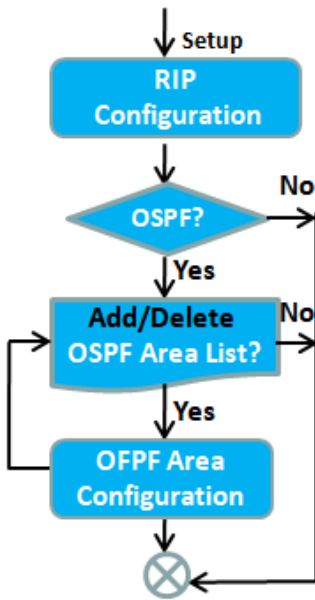 Setup
RIP
Configuration
OSPF?
No
Yes
Add/Delete
OSPF Area List?
No
Yes
OFPF Area
Configuration